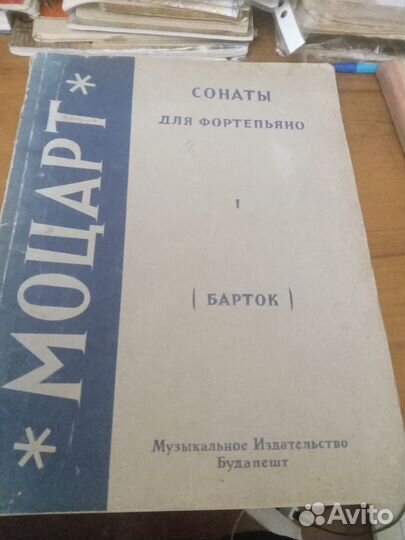 * МОЦАРТ *
СОНАТЫ
ДЛЯ ФОРТЕПЬЯНО
I
( БАРТОК )
Музыкальное Издательство
Будапешт
Avito